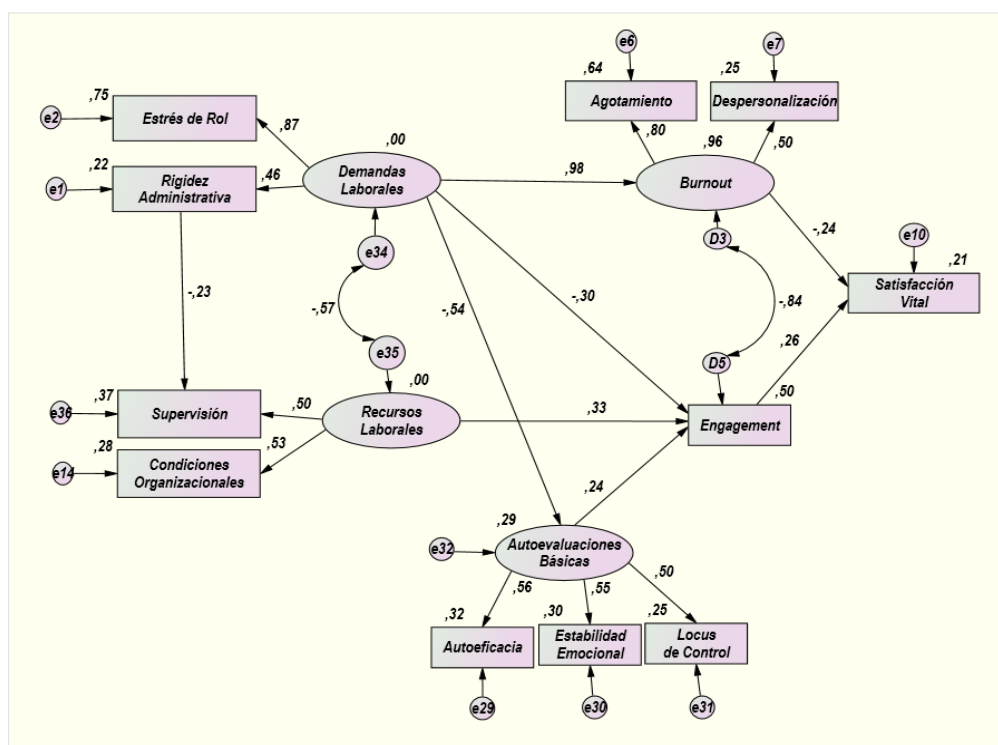 e6
e7
,64
,25
Agotamiento
Despersonalización
e2
,75
Estrés de Rol
,87
,00
,80
,96
,50
e1
,22
Rigidez
Administrativa
,46
Demandas
Laborales
,98
Burnout
-,24
e10
,21
D3
e34
Satisfacción
Vital
-,23
-,57
-,54
-,30
-,84
,26
e35
D5
,00
,50
e36
,37
Supervisión
,50
Recursos
Laborales
,33
Engagement
e14
,28
Condiciones
Organizacionales
,53
,24
e32
,29
Autoevaluaciones
Básicas
,56
,55
,50
,32
,30
,25
Autoeficacia
Estabilidad
Emocional
Locus
de Control
e29
e30
e31